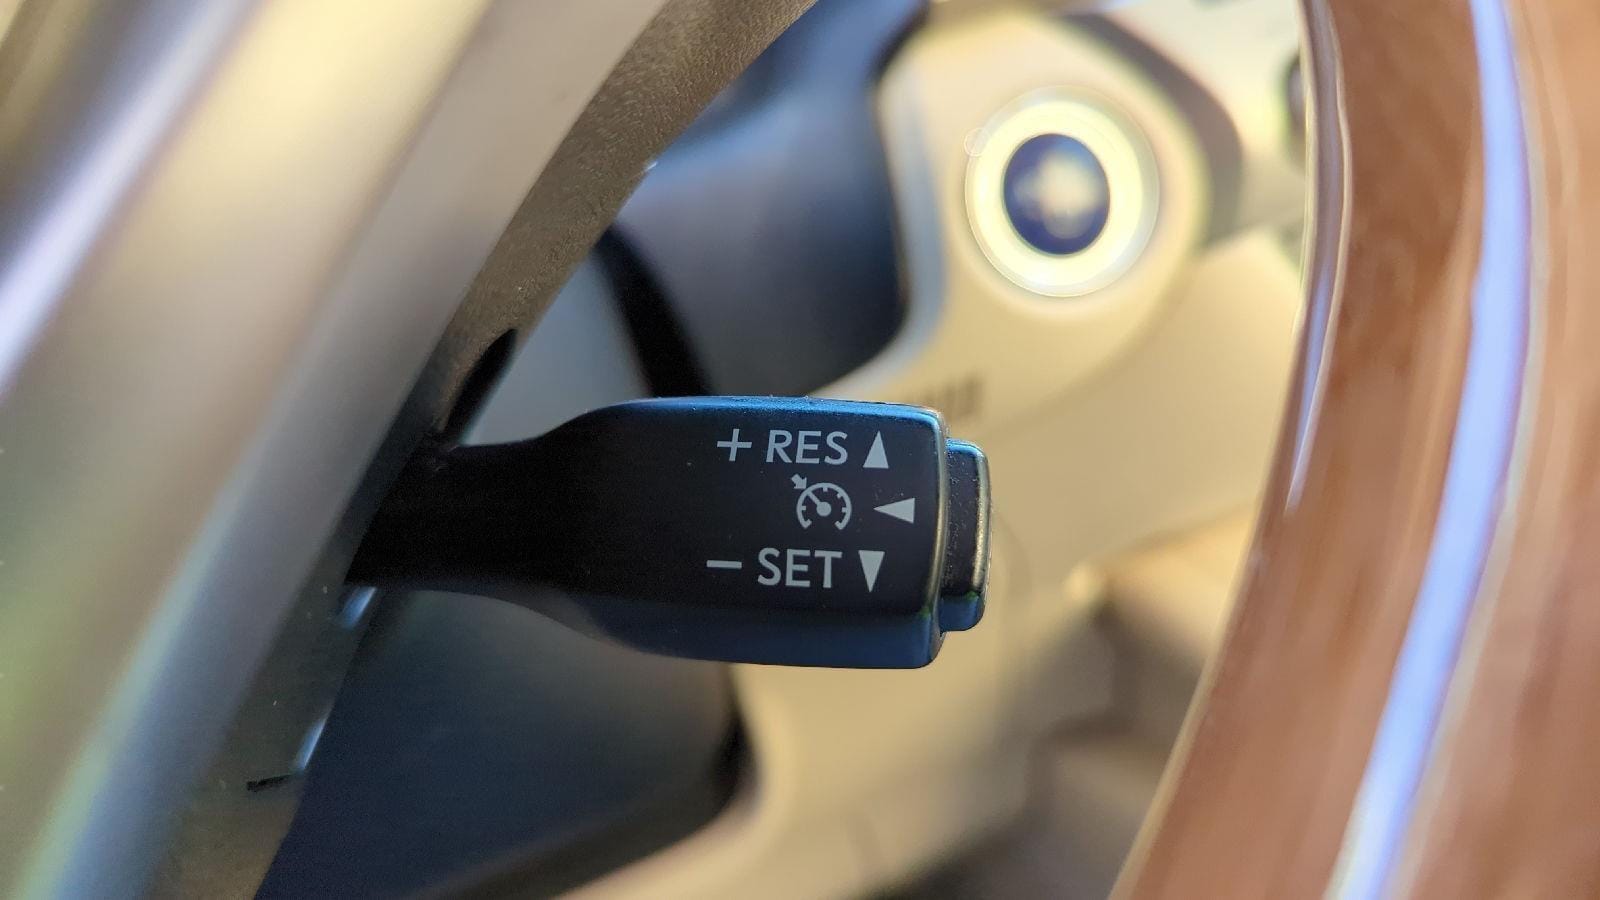 + RES ▲
◀
− SET ▼